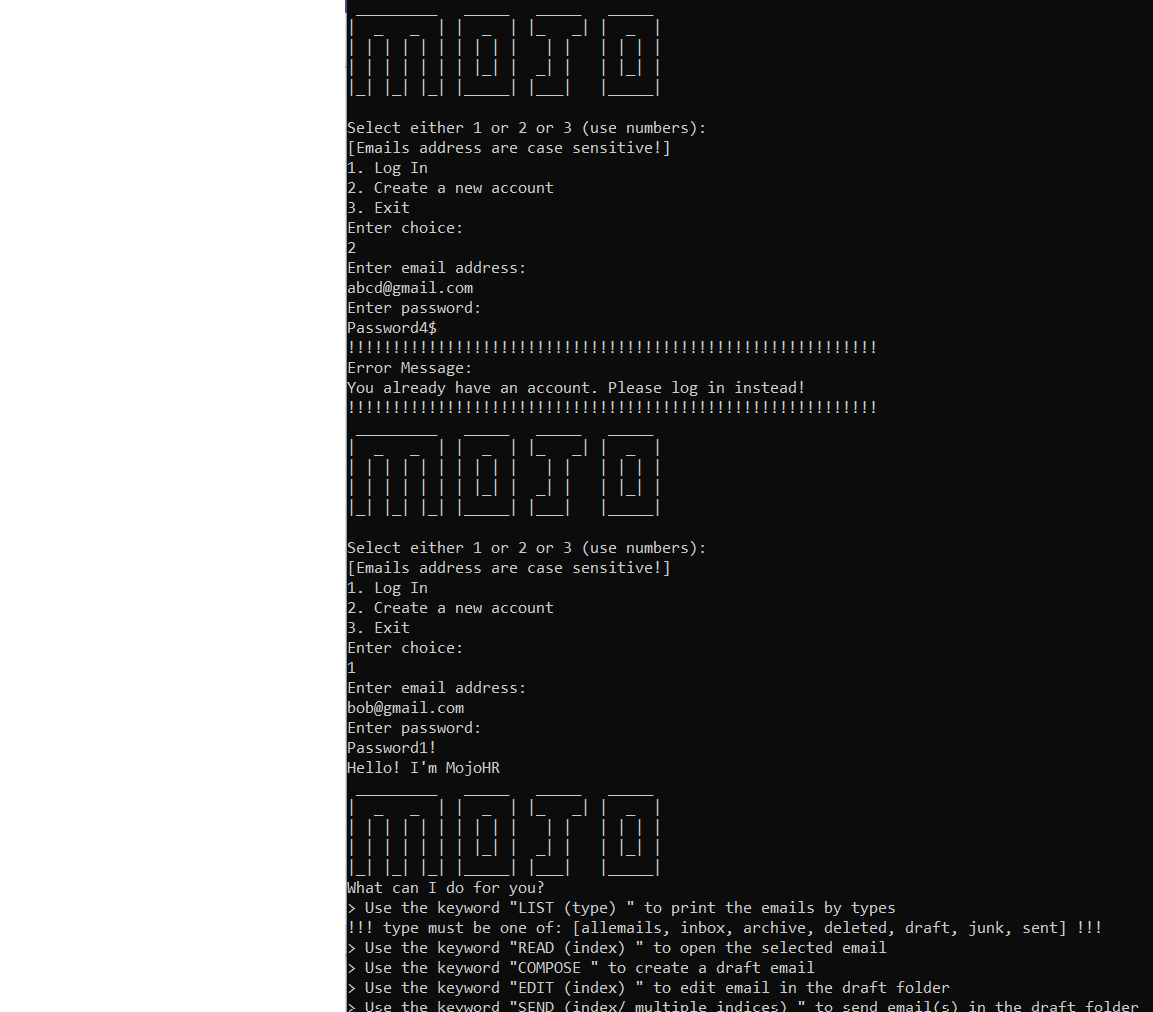 MOJO
Select either 1 or 2 or 3 (use numbers):
[Emails address are case sensitive!]
1. Log In
2. Create a new account
3. Exit
Enter choice:
2
Enter email address:
abcd@gmail.com
Enter password:
Password4$
!!!!!!!!!!!!!!!!!!!!!!!!!!!!!!!!!!!!!!!!!!!!!!!!!!!!!!!!!!!
Error Message:
You already have an account. Please log in instead!
!!!!!!!!!!!!!!!!!!!!!!!!!!!!!!!!!!!!!!!!!!!!!!!!!!!!!!!!!!!
MOJO
Select either 1 or 2 or 3 (use numbers):
[Emails address are case sensitive!]
1. Log In
2. Create a new account
3. Exit
Enter choice:
1
Enter email address:
bob@gmail.com
Enter password:
Password1!
Hello! I'm MojoHR
MOJO
What can I do for you?
> Use the keyword "LIST (type) " to print the emails by types
!!! type must be one of: [allemails, inbox, archive, deleted, draft, junk, sent] !!!
> Use the keyword "READ (index) " to open the selected email
> Use the keyword "COMPOSE " to create a draft email
> Use the keyword "EDIT (index) " to edit email in the draft folder
> Use the keyword "SEND (index/ multiple indices) " to send email(s) in the draft folder